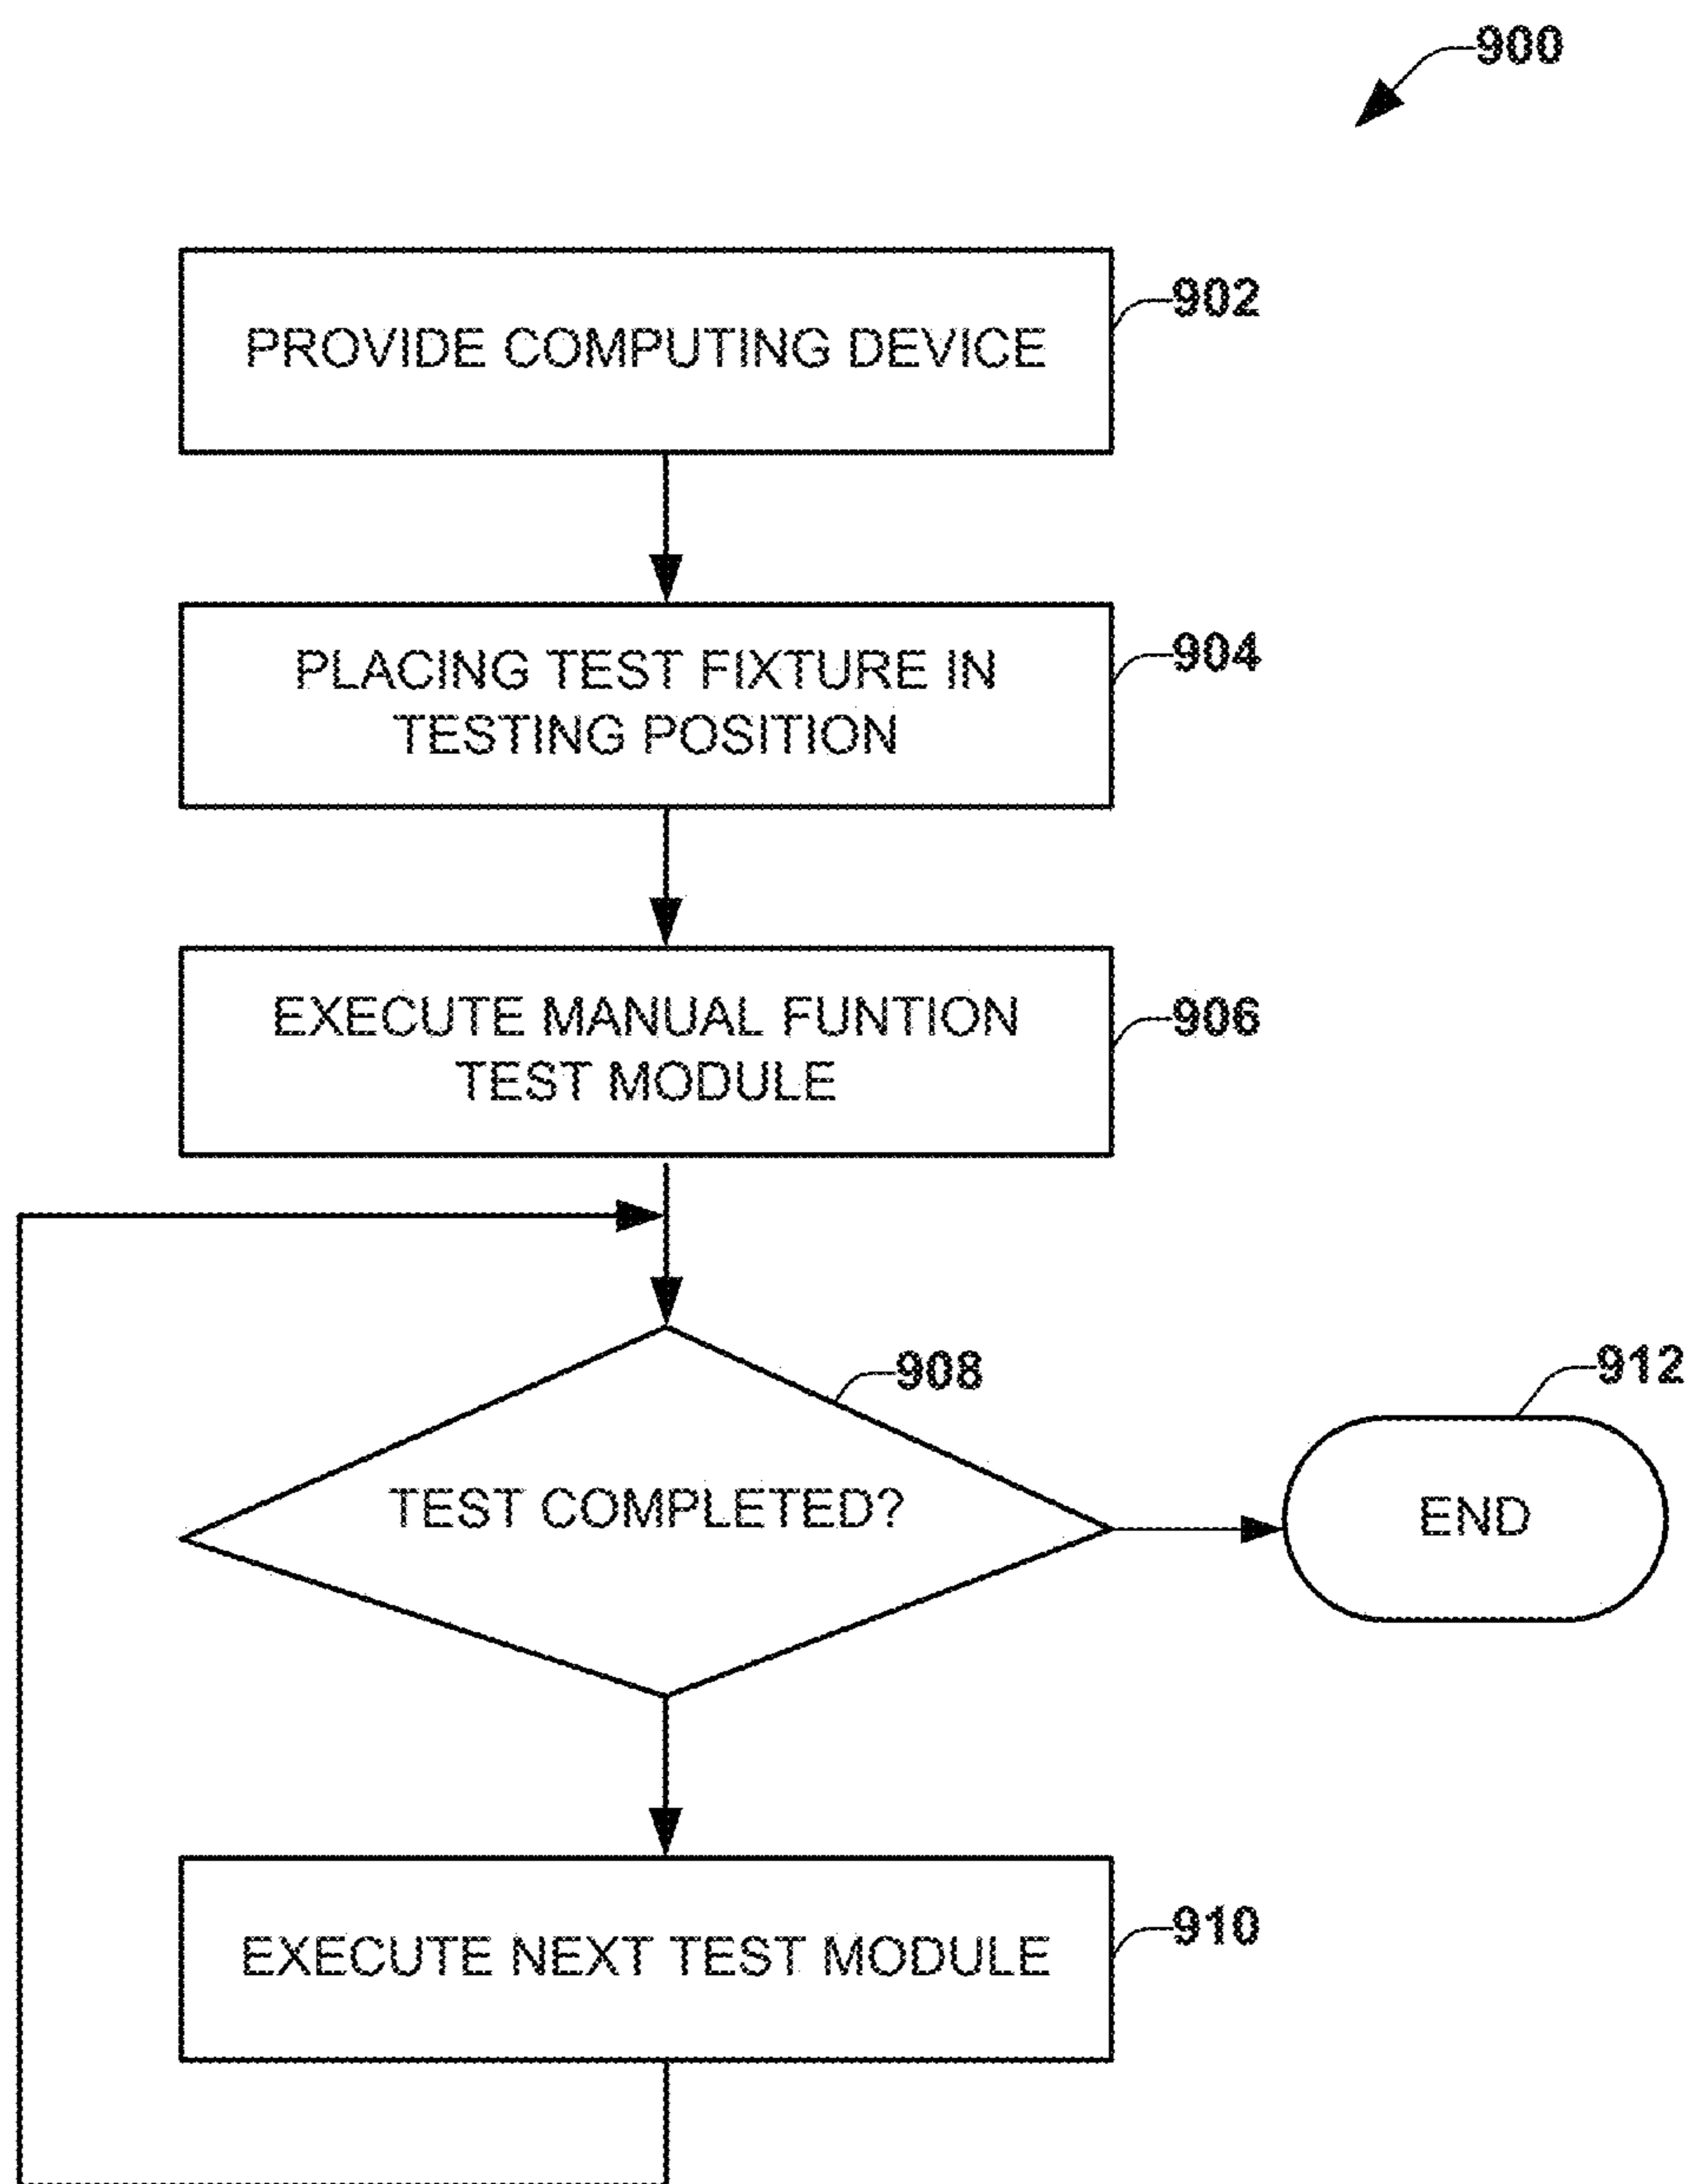 900
PROVIDE COMPUTING DEVICE
902
PLACING TEST FIXTURE IN
TESTING POSITION
904
EXECUTE MANUAL FUNTION
TEST MODULE
906
908
TEST COMPLETED?
912
END
EXECUTE NEXT TEST MODULE
910